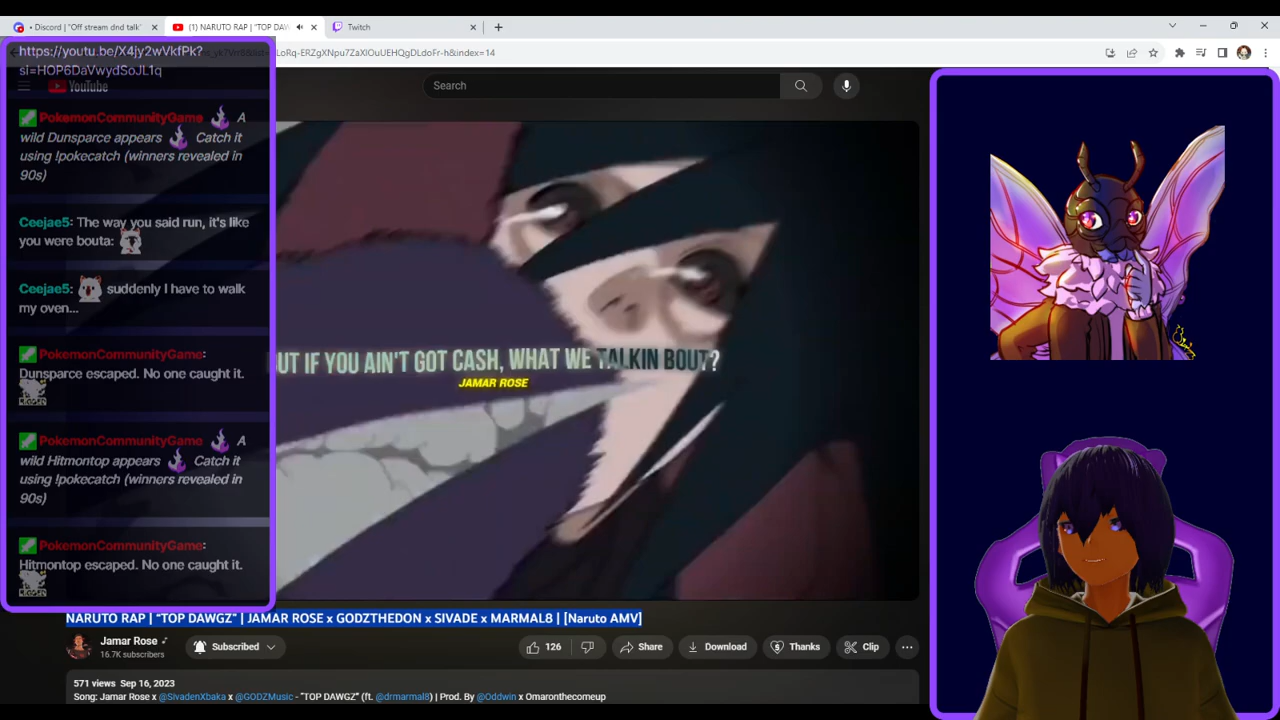 • Discord | "Off stream dnd talk"
(1) NARUTO RAP | "TOP DAWGZ"
Twitch
https://youtu.be/X4jy2wVkfPk?
si=HOP6DaVwydSoJL1q
YouTube
Search
PokemonCommunityGame A
wild Dunsparce appears Catch it
using !pokecatch (winners revealed in
90s)
Ceejae5: The way you said run, it's like
you were bouta:
Ceejae5: suddenly I have to walk
my oven...
PokemonCommunityGame:
Dunsparce escaped. No one caught it.
PokemonCommunityGame A
wild Hitmontop appears Catch it
using !pokecatch (winners revealed in
90s)
PokemonCommunityGame:
Hitmontop escaped. No one caught it.
BUT IF YOU AIN'T GOT CASH, WHAT WE TALKIN BOUT?
JAMAR ROSE
NARUTO RAP | "TOP DAWGZ" | JAMAR ROSE x GODZTHEDON x SIVADE x MARMAL8 | [Naruto AMV]
Jamar Rose
16.7K subscribers
Subscribed
126
Share
Download
Thanks
Clip
571 views Sep 16, 2023
Song: Jamar Rose x @SivadenXbaka x @GODZMusic - "TOP DAWGZ" (ft. @drmarmal8) | Prod. By @Oddwin x Omaronthecomeup